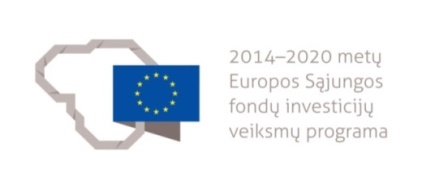 2014–2020 metų
Europos Sąjungos
fondų investicijų
veiksmų programa